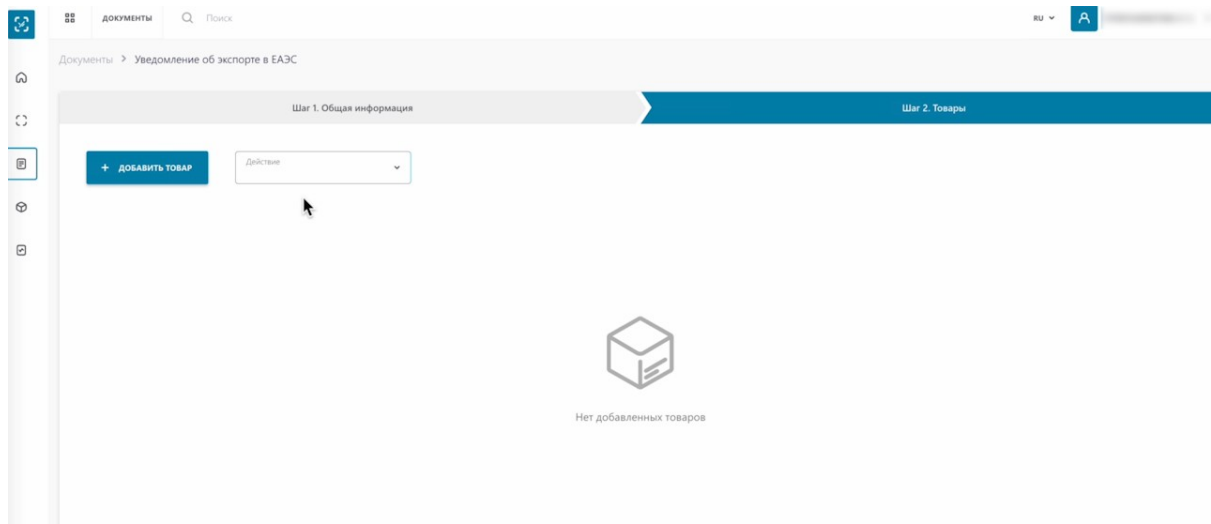 ДОКУМЕНТЫ Поиск RU
Документы > Уведомление об экспорте в ЕАЭС
Шаг 1. Общая информация Шаг 2. Товары
+ ДОБАВИТЬ ТОВАР Действие
Нет добавленных товаров